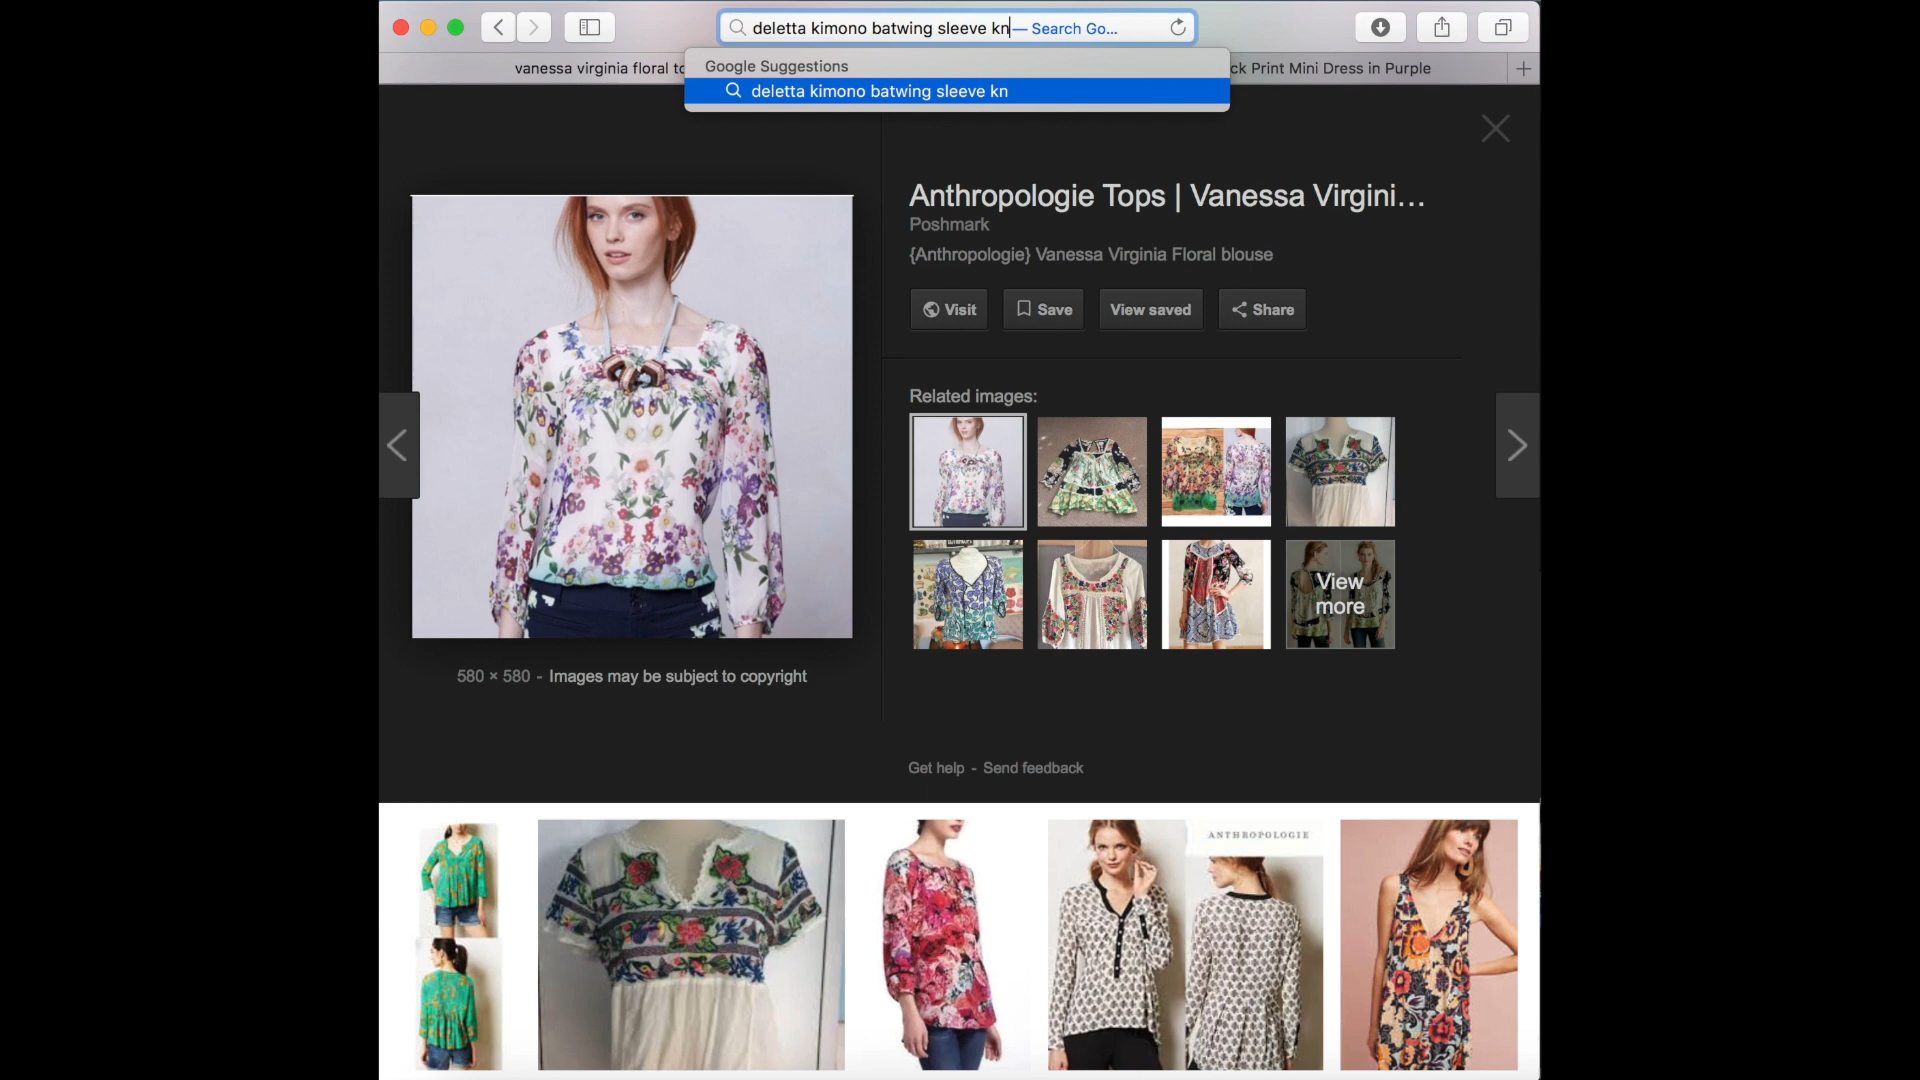 deletta kimono batwing sleeve kn — Search Go...
vanessa virginia floral to
ck Print Mini Dress in Purple
Google Suggestions
deletta kimono batwing sleeve kn
Anthropologie Tops | Vanessa Virgini...
Poshmark
{Anthropologie} Vanessa Virginia Floral blouse
Visit
Save
View saved
Share
Related images:
View
more
580 × 580 - Images may be subject to copyright
Get help - Send feedback
ANTHROPOLOGIE